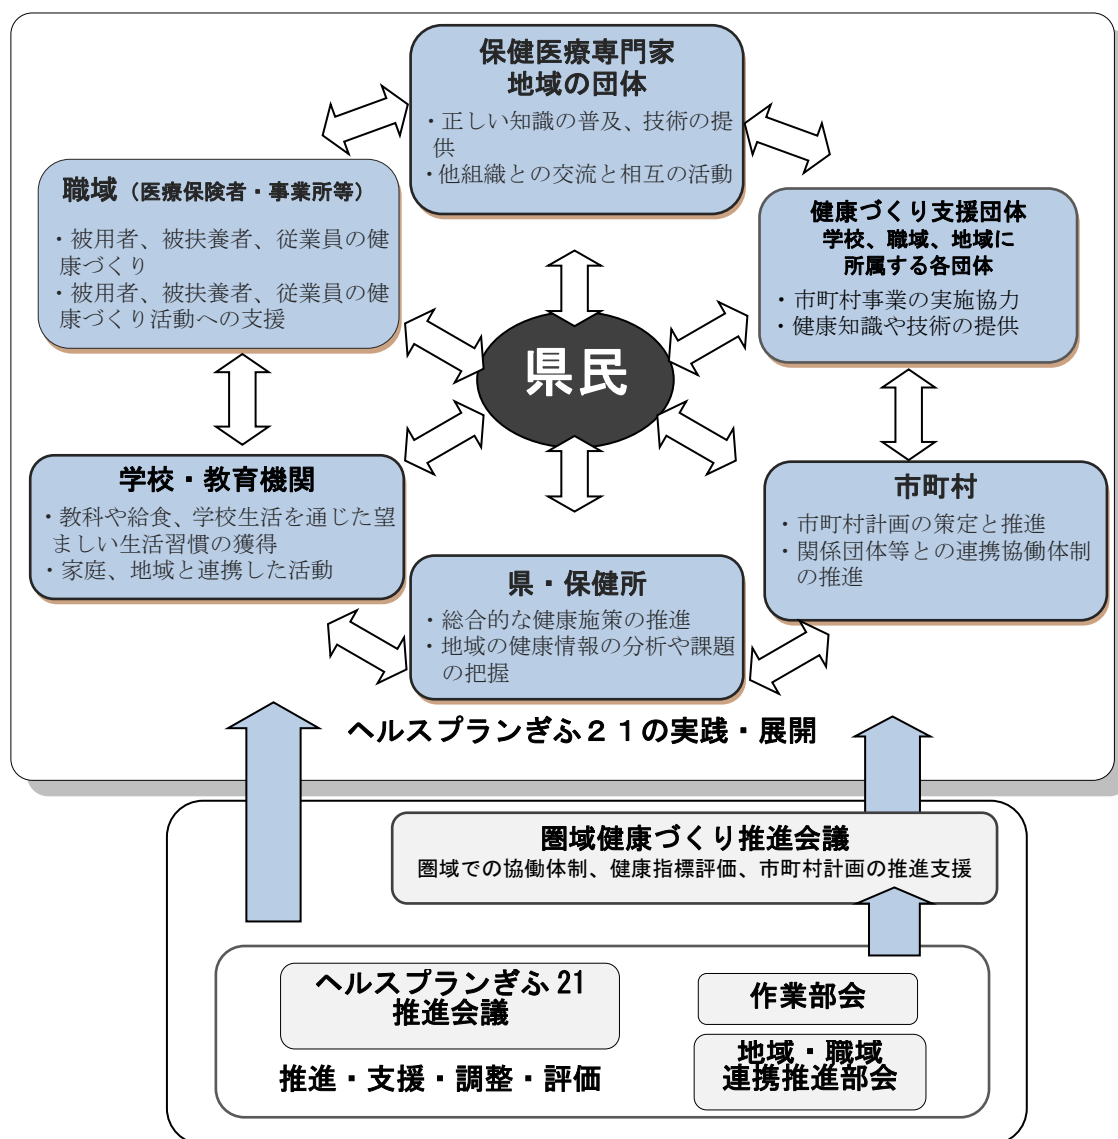 保健医療専門家
地域の団体
・正しい知識の普及、技術の提
供
・他組織との交流と相互の活動
職域（医療保険者・事業所等）
・被用者、被扶養者、従業員の健
康づくり
・被用者、被扶養者、従業員の健
康づくり活動への支援
健康づくり支援団体
学校、職域、地域に
所属する各団体
・市町村事業の実施協力
・健康知識や技術の提供
県民
学校・教育機関
・教科や給食、学校生活を通じた望
ましい生活習慣の獲得
・家庭、地域と連携した活動
市町村
・市町村計画の策定と推進
・関係団体等との連携協働体制
の推進
県・保健所
・総合的な健康施策の推進
・地域の健康情報の分析や課題
の把握
ヘルスプランぎふ２１の実践・展開
圏域健康づくり推進会議
圏域での協働体制、健康指標評価、市町村計画の推進支援
ヘルスプランぎふ 21
推進会議
推進・支援・調整・評価
作業部会
地域・職域
連携推進部会